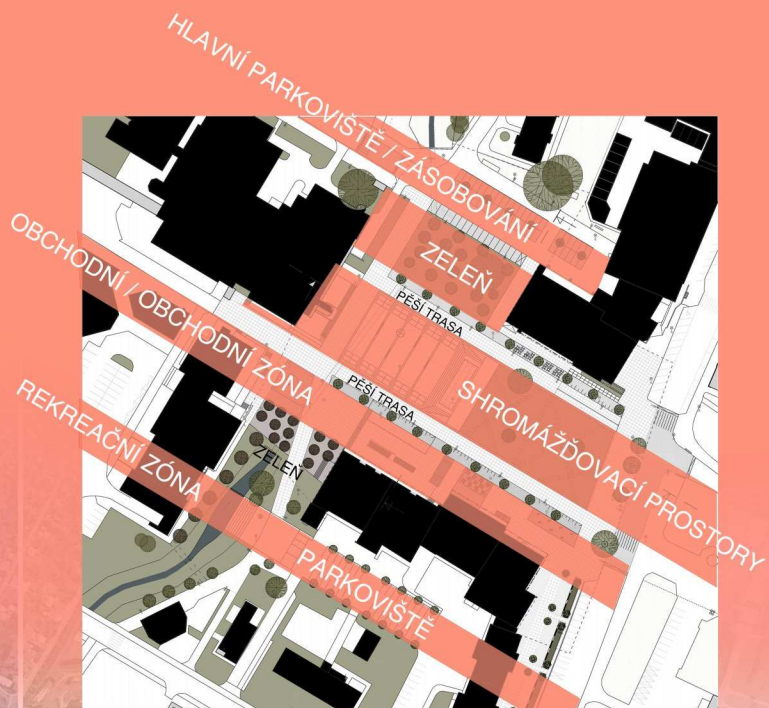 HLAVNÍ PARKOVIŠTĚ / ZÁSOBOVÁNÍ
ZELEŇ
PĚŠÍ TRASA
OBCHODNÍ / OBCHODNÍ ZÓNA
PĚŠÍ TRASA
SHROMÁŽĎOVACÍ PROSTORY
REKREAČNÍ ZÓNA
ZELEŇ
PARKOVIŠTĚ